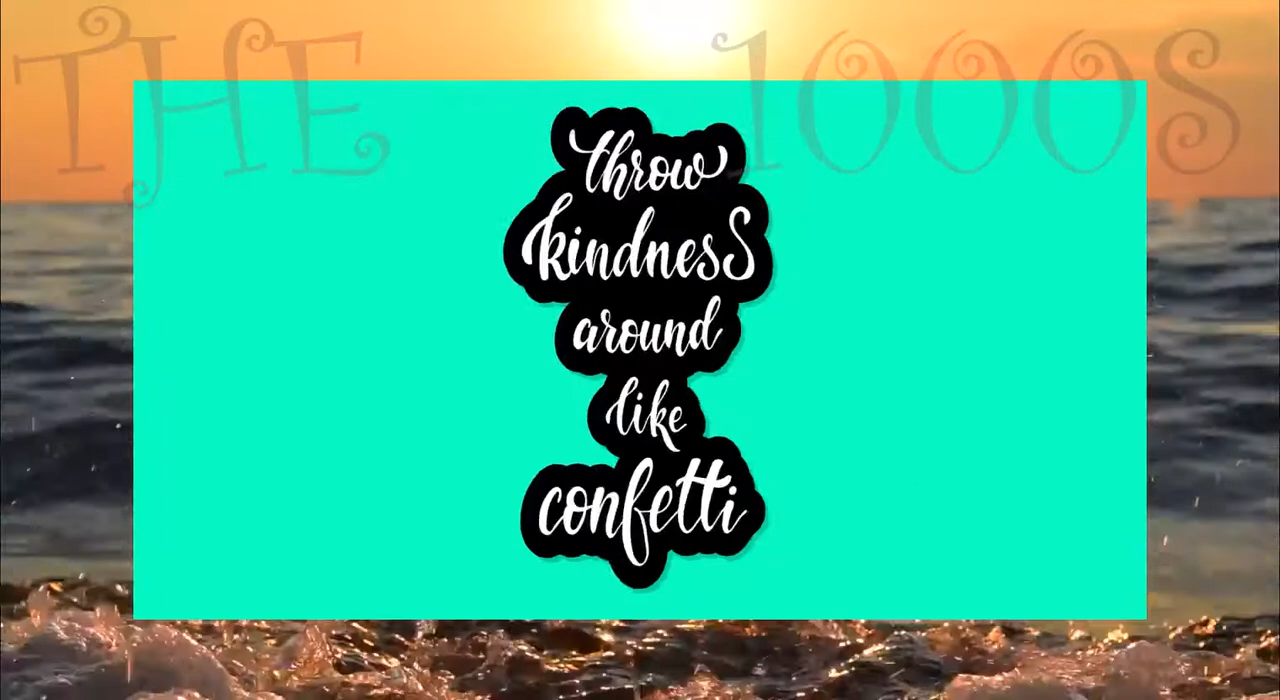 THE 1000S
throw
kindness
around
like
confetti